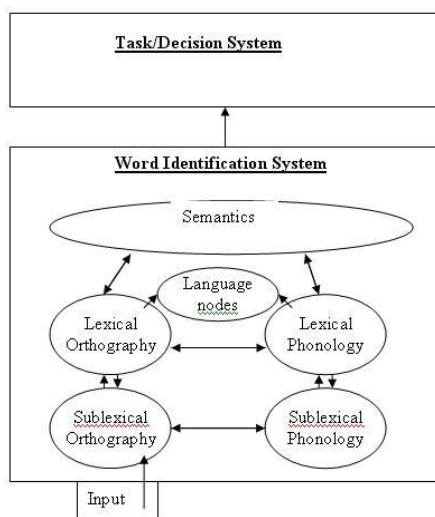 Task/Decision System
Word Identification System
Semantics
Language
nodes
Lexical
Orthography
Lexical
Phonology
Sublexical
Orthography
Sublexical
Phonology
Input